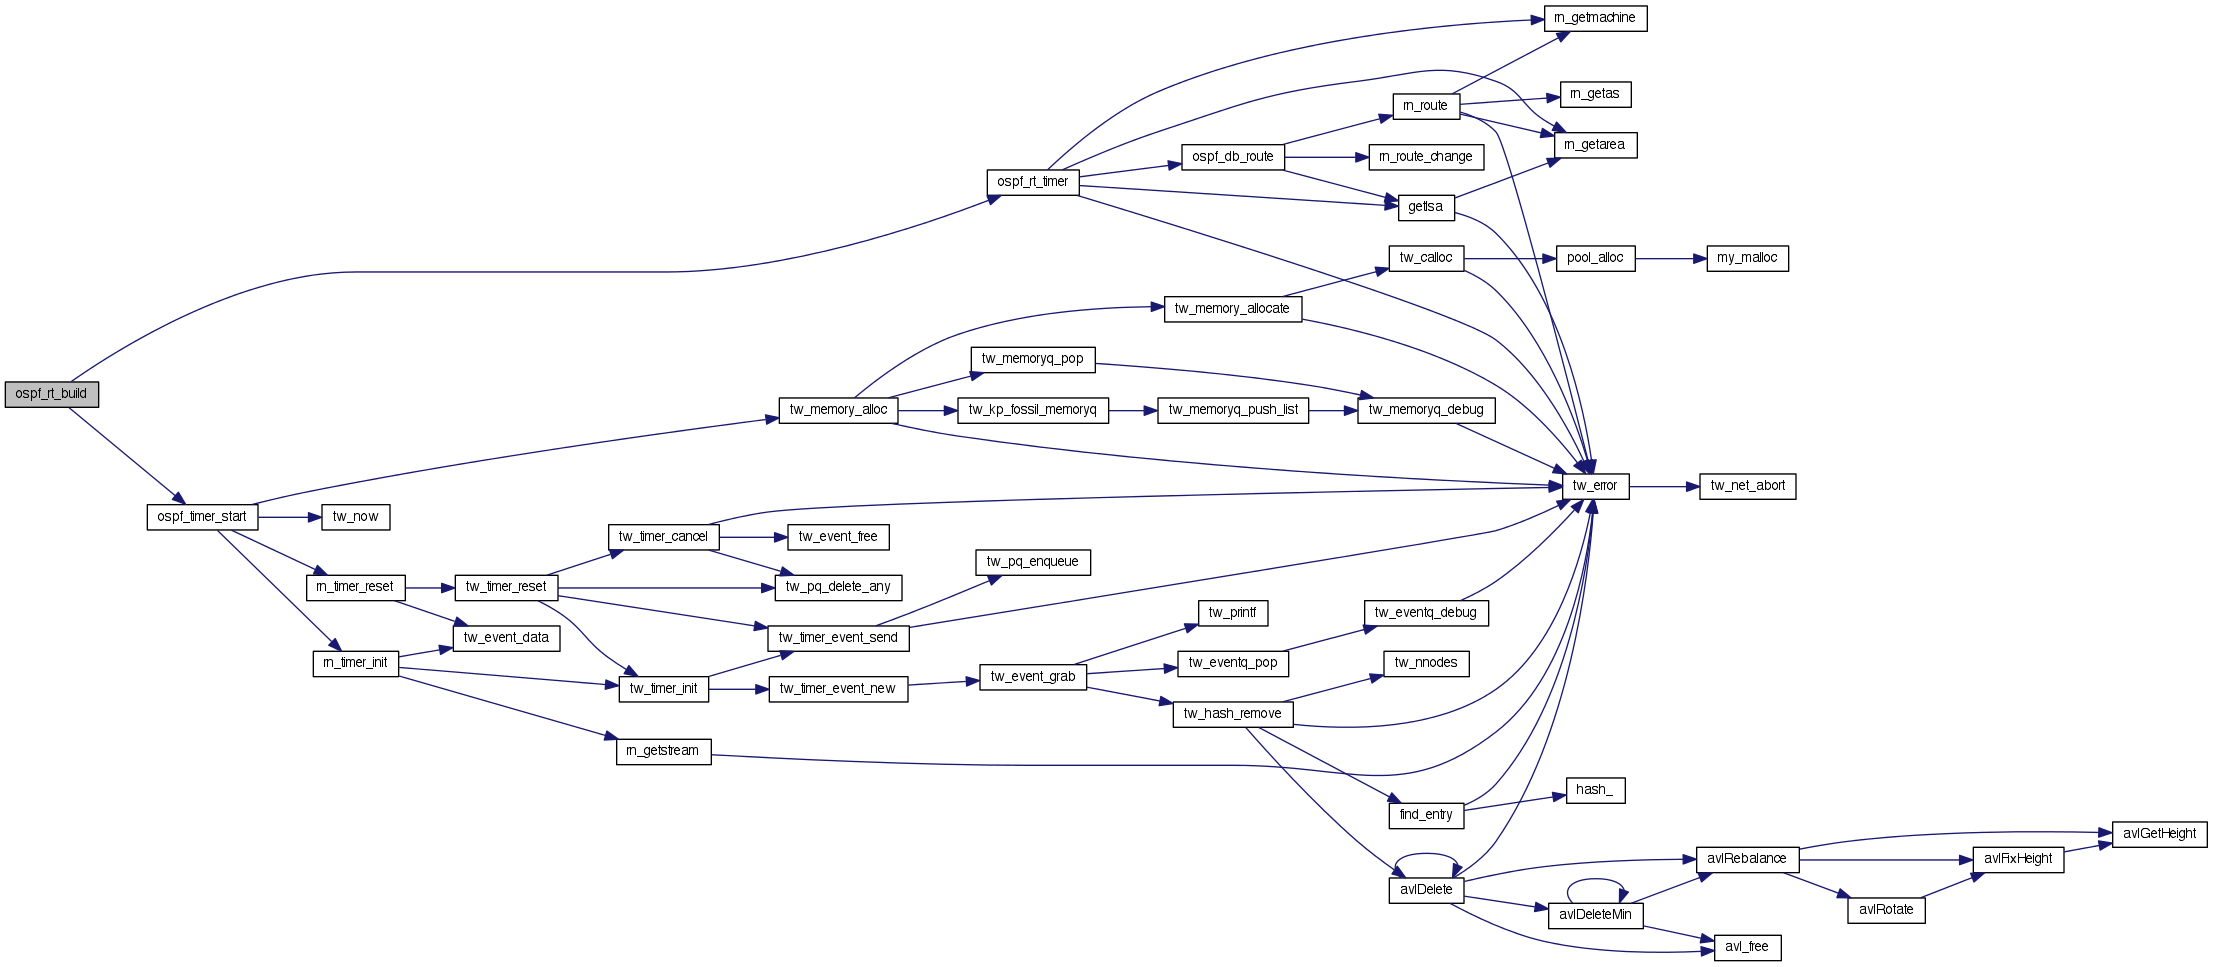 rn_getmachine
rn_getas
rn_route
rn_getarea
ospf_db_route
rn_route_change
ospf_rt_timer
getlsa
tw_calloc
pool_alloc
my_malloc
tw_memory_allocate
tw_memoryq_pop
ospf_rt_build
tw_memory_alloc
tw_kp_fossil_memoryq
tw_memoryq_push_list
tw_memoryq_debug
tw_error
tw_net_abort
ospf_timer_start
tw_now
tw_timer_cancel
tw_event_free
tw_pq_enqueue
rn_timer_reset
tw_timer_reset
tw_pq_delete_any
tw_printf
tw_eventq_debug
tw_event_data
tw_timer_event_send
rn_timer_init
tw_eventq_pop
tw_nnodes
tw_event_grab
tw_timer_init
tw_timer_event_new
tw_hash_remove
rn_getstream
hash_
find_entry
avlGetHeight
avlRebalance
avlFixHeight
avlDelete
avlDeleteMin
avlRotate
avl_free